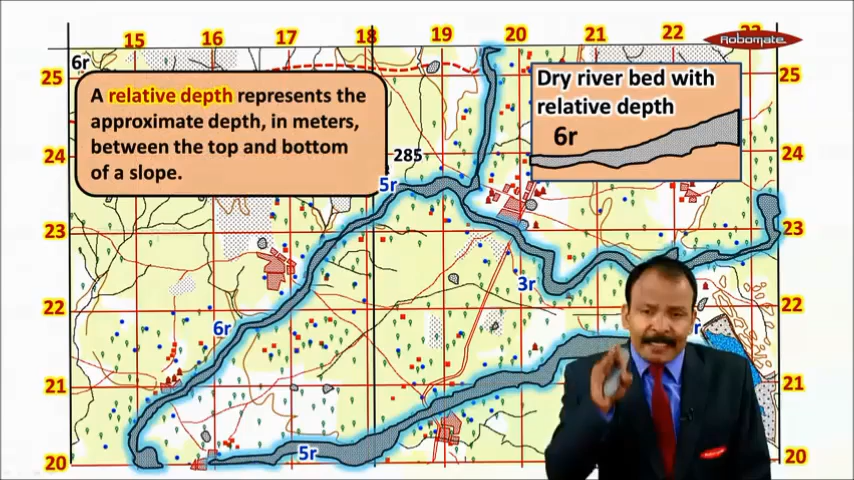 15 16 17 18 19 20 21 22 23
Robomate
6r
25
A relative depth represents the
approximate depth, in meters,
between the top and bottom
of a slope.
Dry river bed with
relative depth
6r
25
24
285
24
5r
23
23
3r
22
6r
22
21
21
5r
20
20